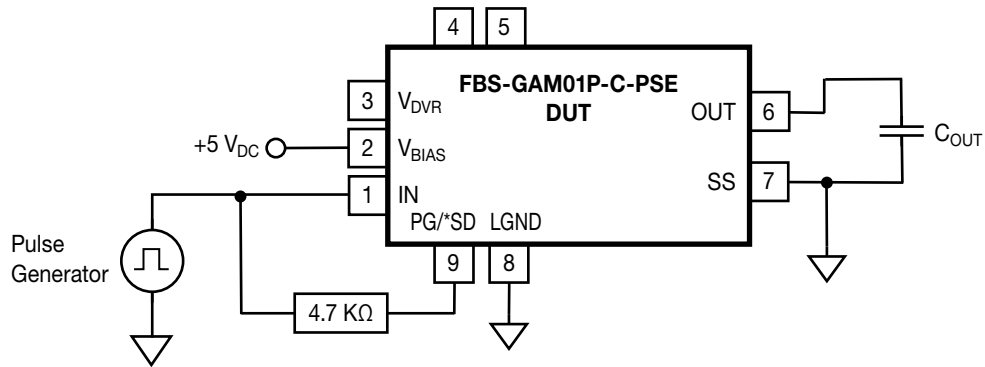 4 5
FBS-GAM01P-C-PSE
DUT
3 VDVR
OUT 6
COUT
+5 VDC 2 VBIAS
SS 7
1 IN
PG/*SD LGND
Pulse
Generator
9 8
4.7 KΩ